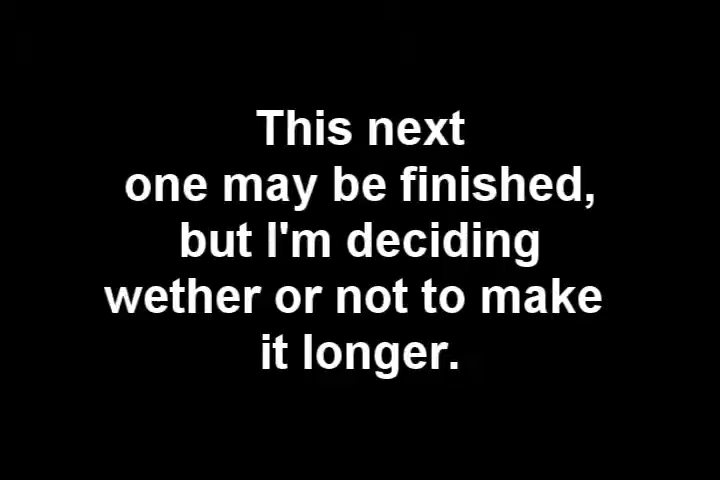 This next
one may be finished,
but I'm deciding
wether or not to make
it longer.